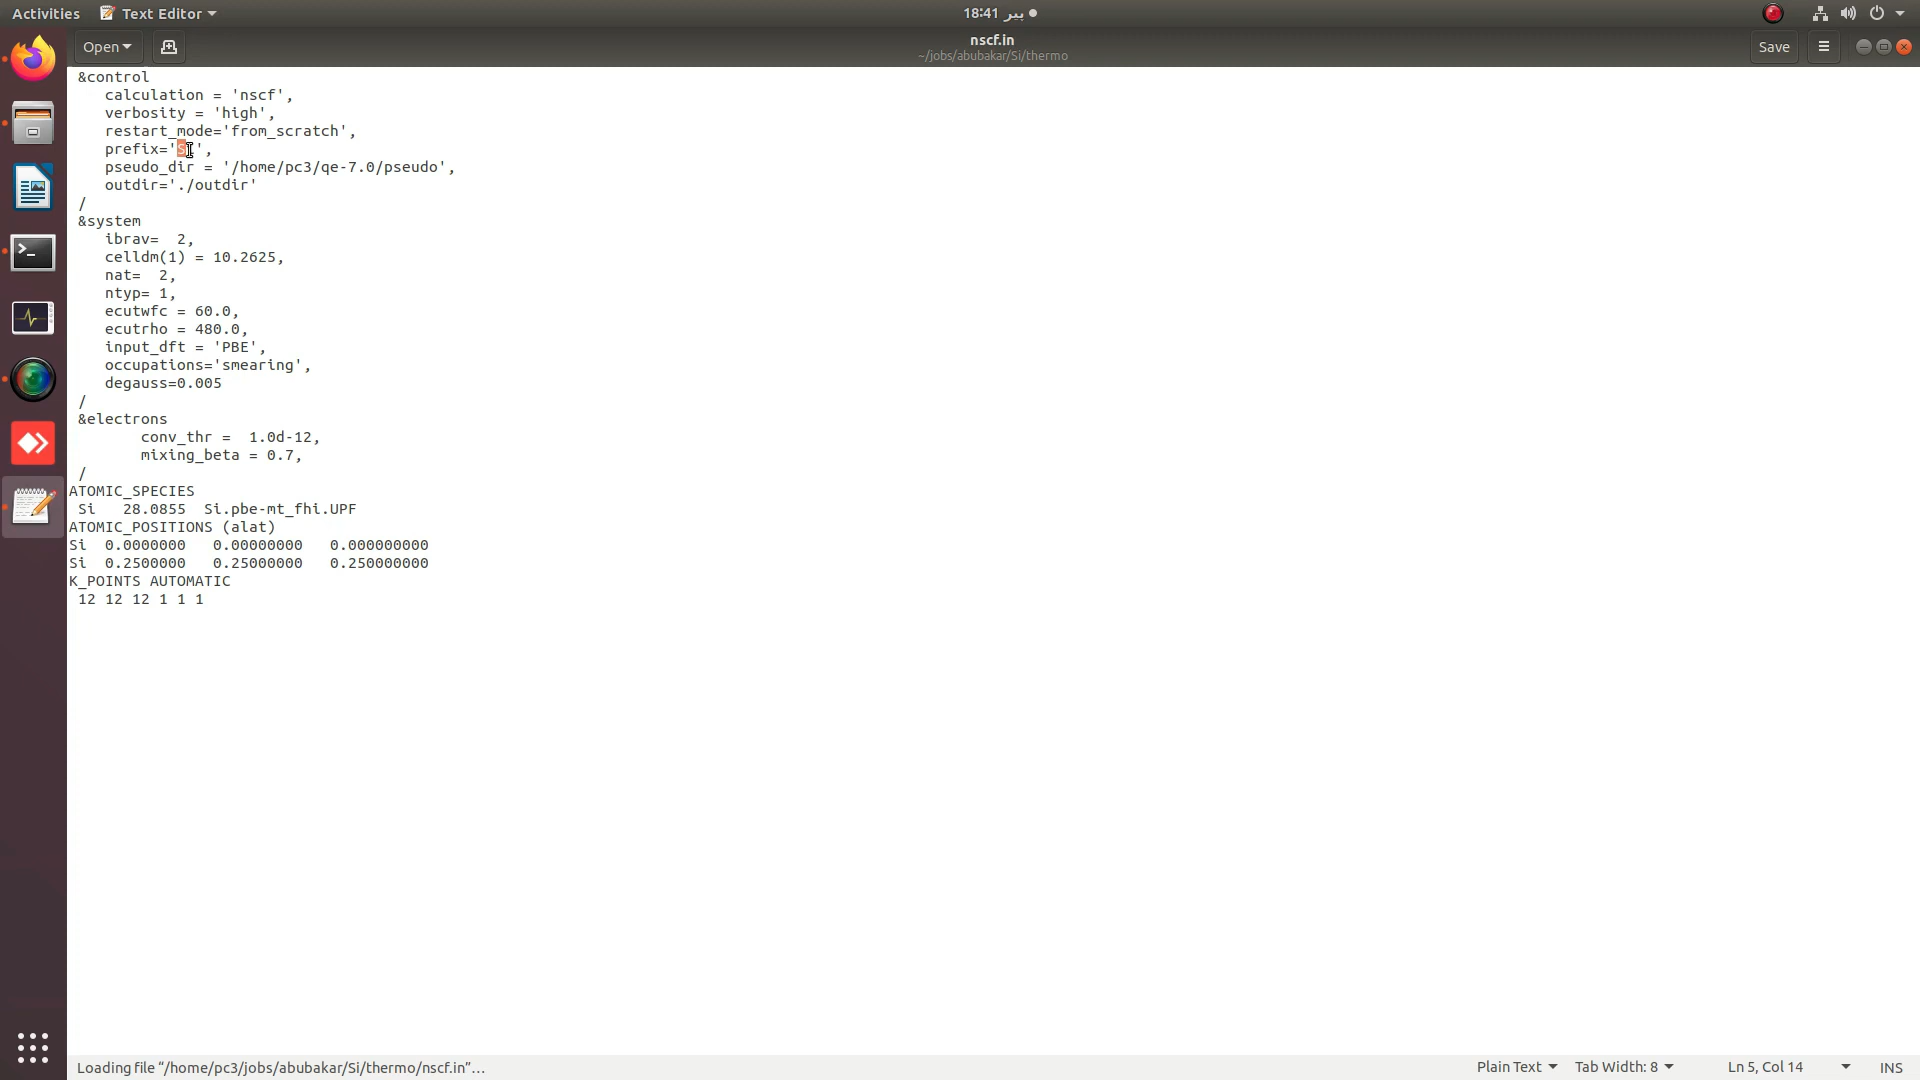 Activities
Text Editor
پیر 18:41
Open
nscf.in
~/jobs/abubakar/Si/thermo
Save
&control
calculation = 'nscf',
verbosity = 'high',
restart_mode='from_scratch',
prefix='Si',
pseudo_dir = '/home/pc3/qe-7.0/pseudo',
outdir='./outdir'
/
&system
ibrav=  2,
celldm(1) = 10.2625,
nat=  2,
ntyp= 1,
ecutwfc = 60.0,
ecutrho = 480.0,
input_dft = 'PBE',
occupations='smearing',
degauss=0.005
/
&electrons
conv_thr =  1.0d-12,
mixing_beta = 0.7,
/
ATOMIC_SPECIES
Si   28.0855  Si.pbe-mt_fhi.UPF
ATOMIC_POSITIONS (alat)
Si  0.0000000   0.00000000   0.000000000
Si  0.2500000   0.25000000   0.250000000
K_POINTS AUTOMATIC
12 12 12 1 1 1
Loading file “/home/pc3/jobs/abubakar/Si/thermo/nscf.in”…
Plain Text
Tab Width: 8
Ln 5, Col 14
INS